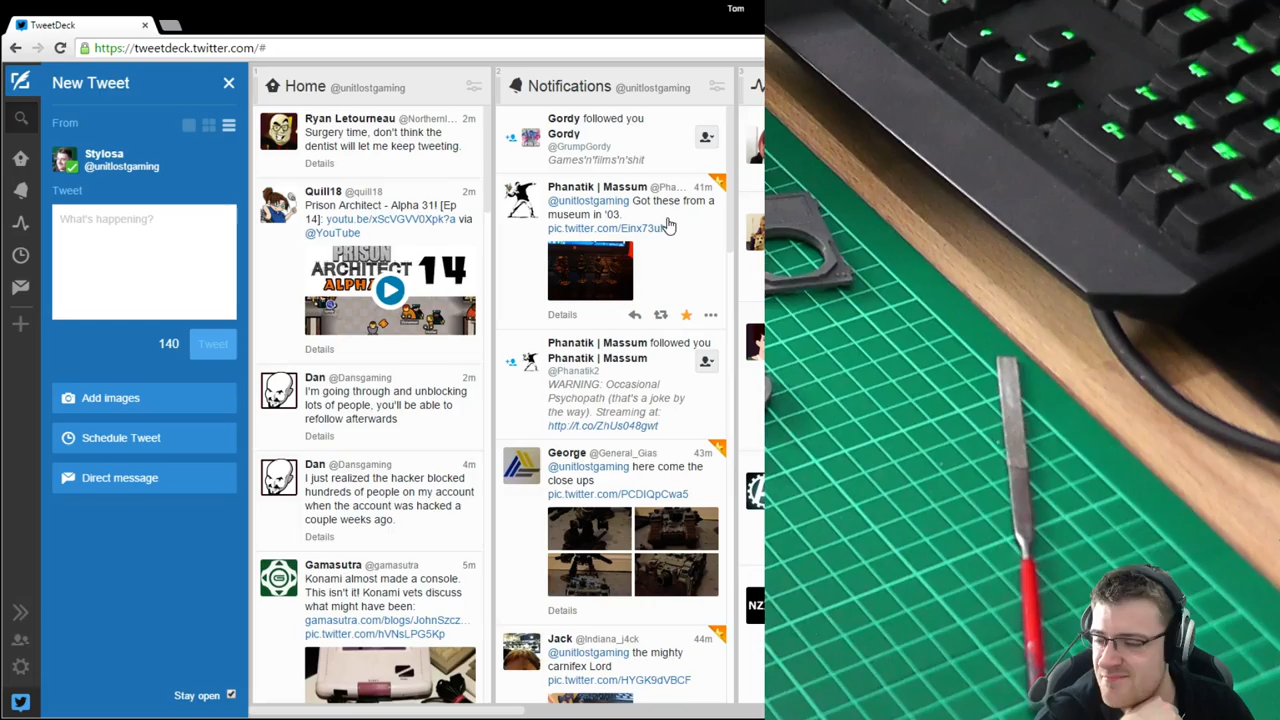 Tom
TweetDeck
https://tweetdeck.twitter.com/#
New Tweet
From
Stylosa
@unitlostgaming
Tweet
What's happening?
140
Tweet
Add images
Schedule Tweet
Direct message
Stay open
1
Home @unitlostgaming
Ryan Letourneau @Northernl... 2m
Surgery time, don't think the
dentist will let me keep tweeting.
Details
Quill18 @quill18 2m
Prison Architect - Alpha 31! [Ep
14]: youtu.be/xScVGVV0Xpk?a via
@YouTube
PRISON
ARCHITECT 14
ALPHA
Details
Dan @Dansgaming 2m
I'm going through and unblocking
lots of people, you'll be able to
refollow afterwards
Details
Dan @Dansgaming 4m
I just realized the hacker blocked
hundreds of people on my account
when the account was hacked a
couple weeks ago.
Details
Gamasutra @gamasutra 5m
Konami almost made a console.
This isn't it! Konami vets discuss
what might have been:
gamasutra.com/blogs/JohnSzcz...
pic.twitter.com/hVNsLPG5Kp
2
Notifications @unitlostgaming
Gordy followed you
Gordy
@GrumpGordy
Games'n'films'n'shit
Phanatik | Massum @Pha... 41m
@unitlostgaming Got these from a
museum in '03.
Details
Phanatik | Massum followed you
Phanatik | Massum
@Phanatik2
WARNING: Occasional
Psychopath (that's a joke by
the way). Streaming at:
http://t.co/ZhUs048gwt
George @General_Gias 43m
@unitlostgaming here come the
close ups
pic.twitter.com/PCDIQpCwa5
Details
Jack @Indiana_j4ck 44m
@unitlostgaming the mighty
carnifex Lord
pic.twitter.com/HYGK9dVBCF
3
NZ